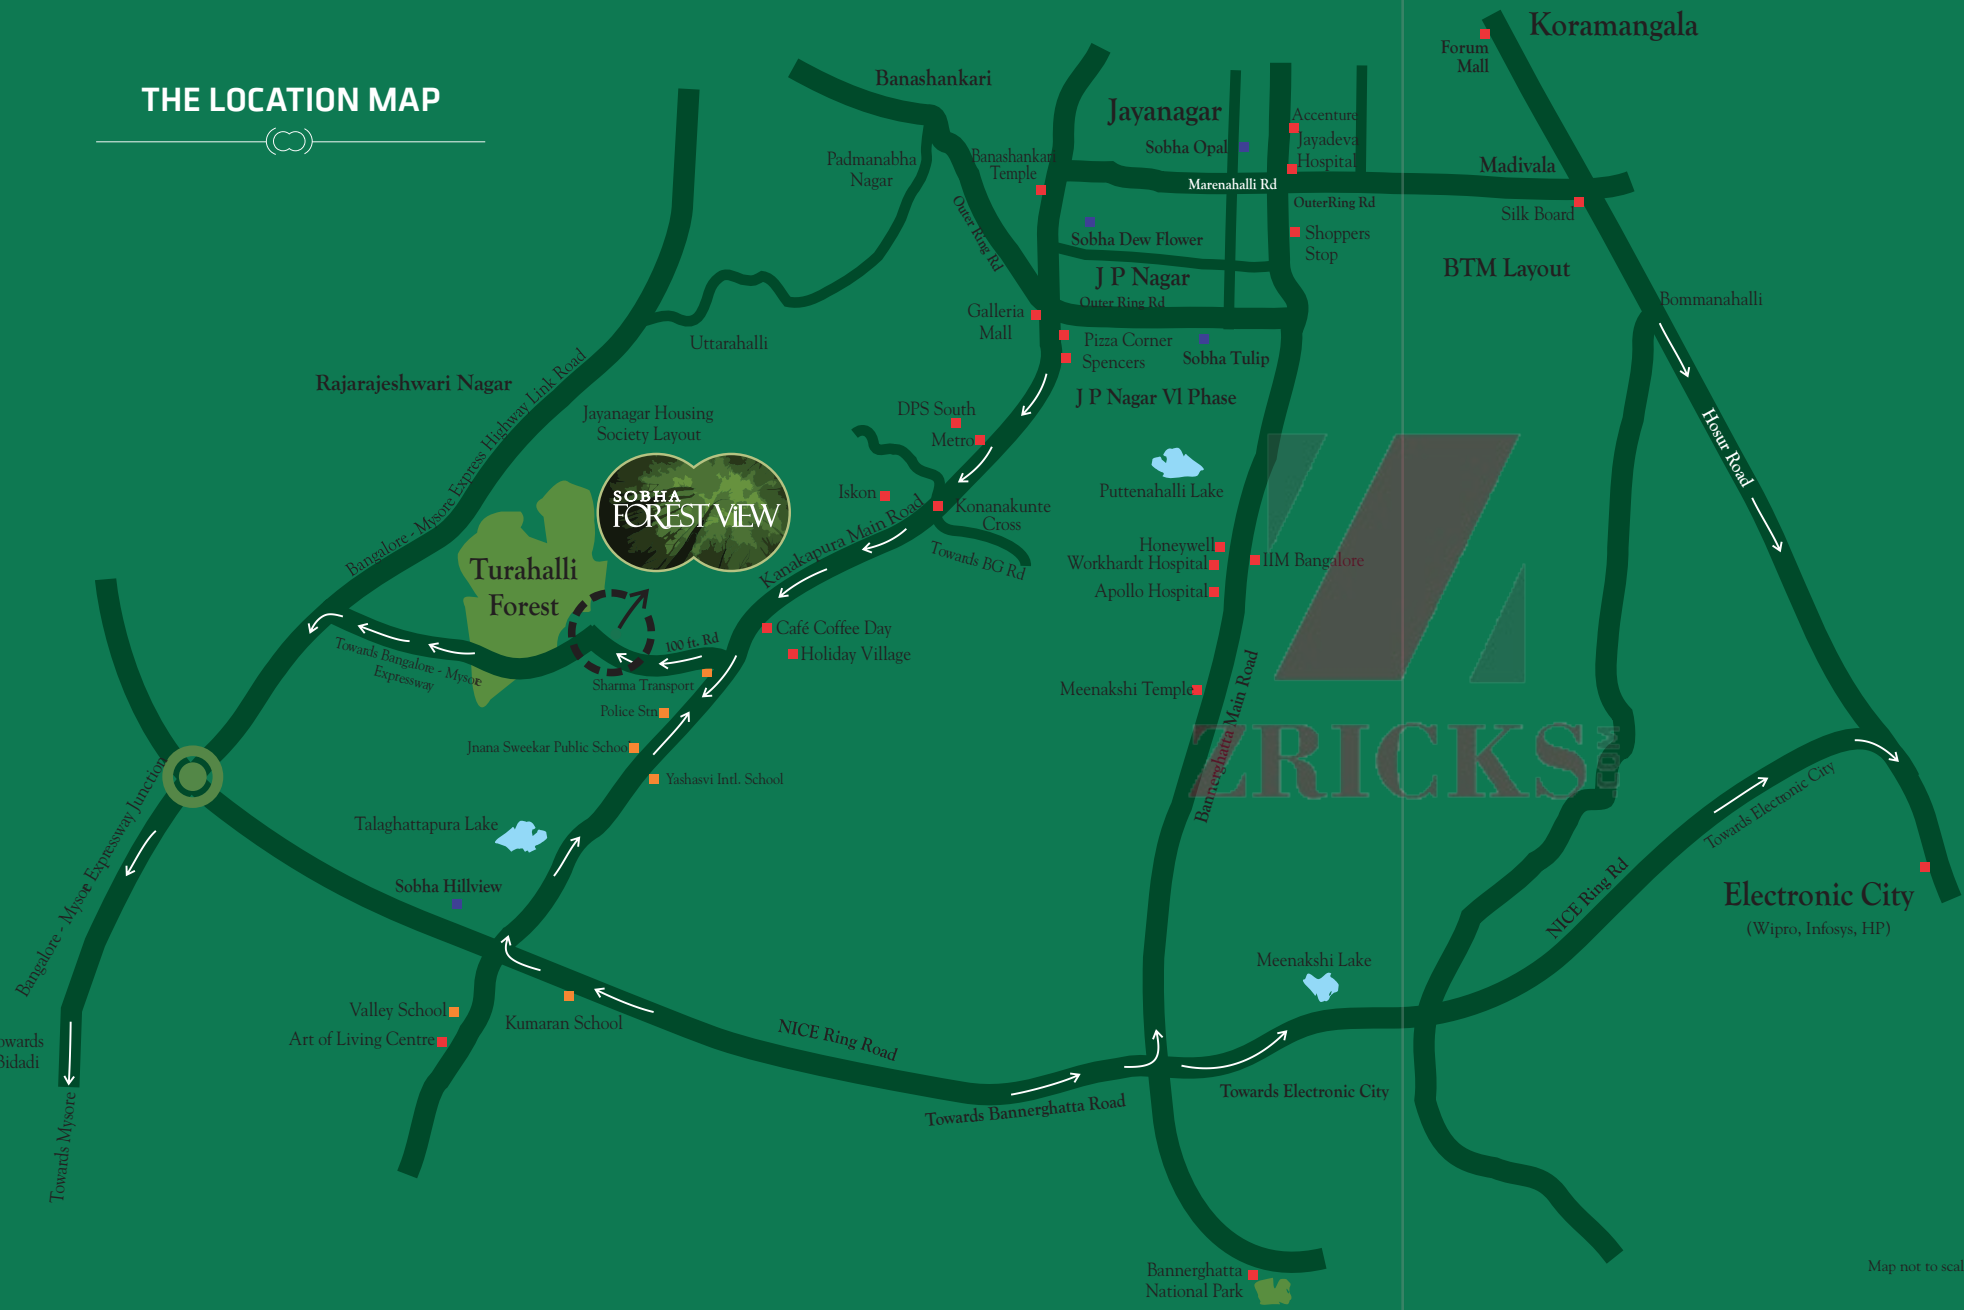 THE LOCATION MAP
Koramangala
Forum
Mall
Banashankari
Jayanagar
Accenture
Jayadeva
Hospital
Sobha Opal
Padmanabha
Nagar
Banashankari
Temple
Madivala
Marenahalli Rd
OuterRing Rd
Silk Board
Outer Ring Rd
Sobha Dew Flower
Shoppers
Stop
J P Nagar
BTM Layout
Outer Ring Rd
Bommanahalli
Galleria
Mall
Uttarahalli
Pizza Corner
Spencers
Sobha Tulip
Rajarajeshwari Nagar
J P Nagar Vl Phase
Jayanagar Housing
Society Layout
DPS South
Metro
Hosur Road
Bangalore - Mysore Express Highway Link Road
SOBHA
FOREST ViEW
Iskon
Puttenahalli Lake
Konanakunte
Cross
Kanakapura Main Road
Towards BG Rd
Honeywell
Workhardt Hospital
IIM Bangalore
Apollo Hospital
Turahalli
Forest
Café Coffee Day
Holiday Village
100 ft. Rd
Towards Bangalore - Mysore
Expressway
Sharma Transport
Meenakshi Temple
Police Stn
Jnana Sweekar Public School
Yashasvi Intl. School
Bannerghatta Main Road
ZRICKS
.COM
Talaghattapura Lake
Towards Electronic City
Bangalore - Mysore Expressway Junction
Sobha Hillview
NICE Ring Rd
Electronic City
(Wipro, Infosys, HP)
Meenakshi Lake
Valley School
Kumaran School
Art of Living Centre
NICE Ring Road
owards
Bidadi
Towards Bannerghatta Road
Towards Electronic City
Towards Mysore
Bannerghatta
National Park
Map not to scal